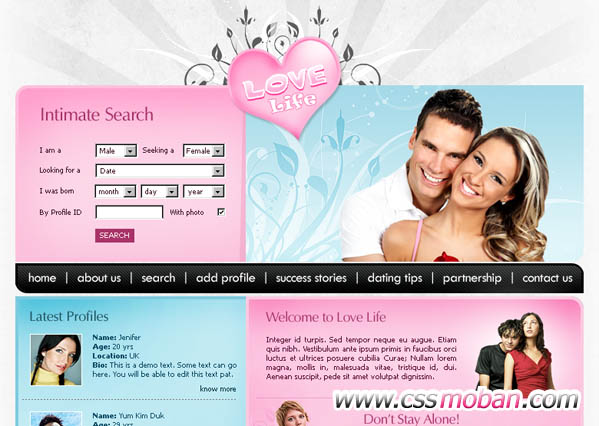 LOVE
Life
Intimate Search
I am a Male Seeking a Female
Looking for a Date
I was born month day year
By Profile ID With photo
SEARCH
home | about us | search | add profile | success stories | dating tips | partnership | contact us
Latest Profiles
Name: Jenifer
Age: 20 yrs
Location: UK
Bio: This is a demo text. Some text can go
here. You will be able to edit this text pat.
know more
Name: Yum Kim Duk
Age: 29 yrs
Welcome to Love Life
Integer id turpis. Sed tempor neque eu augue. Etiam
quis nibh. Vestibulum ante ipsum primis in faucibus orci
luctus et ultrices posuere cubilia Curae; Nullam lorem
magna, mollis in, malesuada vitae, tristique id, dui.
Aenean suscipit, pede sit amet volutpat dignissim.
Don't Stay Alone!
www.cssmoban.com